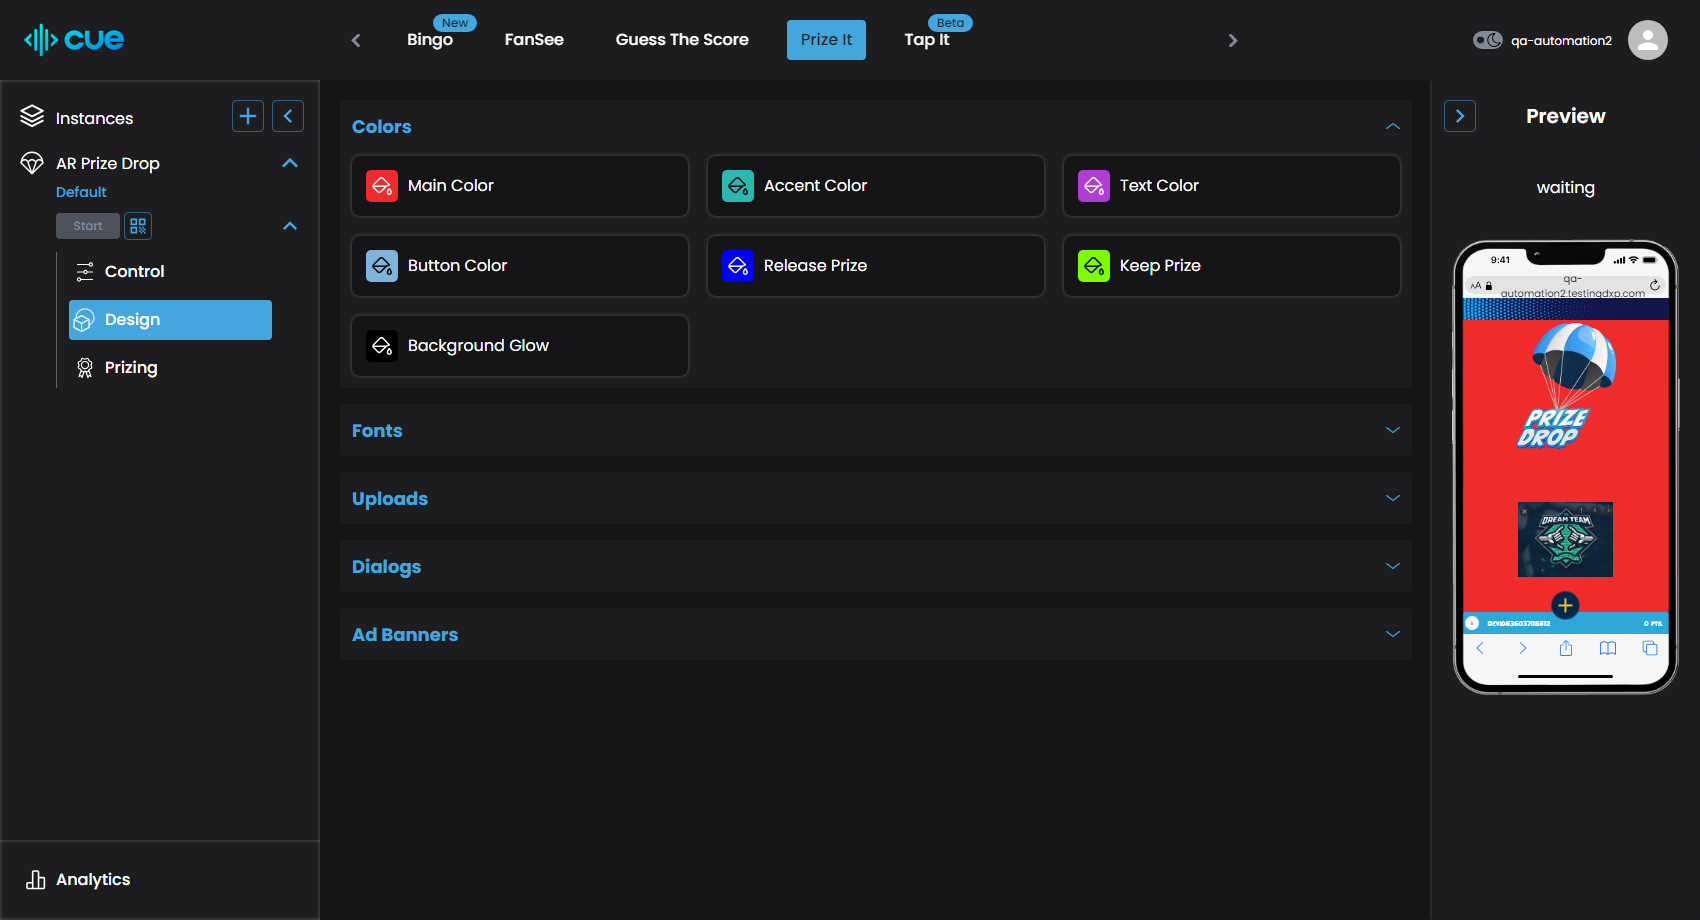 cue
New
Beta
Bingo
FanSee
Guess The Score
Prize It
Tap It
qa-automation2
Instances
AR Prize Drop
Default
Start
Control
Design
Prizing
Analytics
Colors
Main Color
Accent Color
Text Color
Button Color
Release Prize
Keep Prize
Background Glow
Fonts
Uploads
Dialogs
Ad Banners
Preview
waiting
9:41
AA
qa-
automation2.testingdxp.com
PRIZE
DROP
DREAM TEAM
0 PTS.